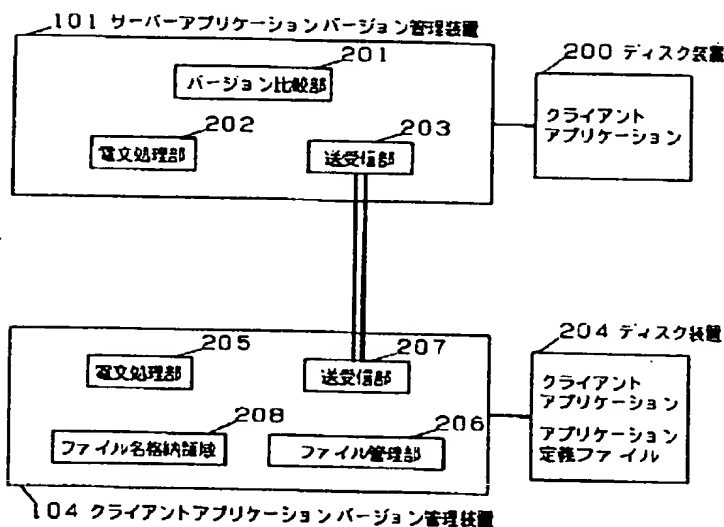 101 サーバーアプリケーションバージョン管理装置
201
バージョン比較部
202
電文処理部
203
送受信部
200 ディスク装置
クライアント
アプリケーション
205
電文処理部
207
送受信部
208
ファイル名格納領域
206
ファイル管理部
204 ディスク装置
クライアント
アプリケーション
アプリケーション
定義ファイル
104 クライアントアプリケーションバージョン管理装置